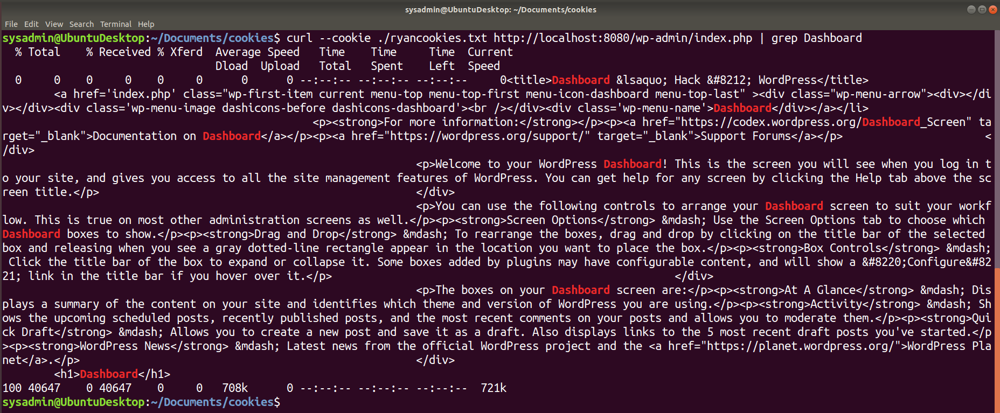 sysadmin@UbuntuDesktop: ~/Documents/cookies
File Edit View Search Terminal Help
sysadmin@UbuntuDesktop:~/Documents/cookies$ curl --cookie ./ryancookies.txt http://localhost:8080/wp-admin/index.php | grep Dashboard
  % Total    % Received % Xferd  Average Speed   Time    Time     Time  Current
                                 Dload  Upload   Total   Spent    Left  Speed
  0     0    0     0    0     0      0      0 --:--:-- --:--:-- --:--:--     0<title>Dashboard &lsaquo; Hack &#8212; WordPress</title>
        <a href='index.php' class="wp-first-item current menu-top menu-top-first menu-icon-dashboard menu-top-last" ><div class="wp-menu-arrow"><div></di
v></div><div class='wp-menu-image dashicons-before dashicons-dashboard'><br /></div><div class='wp-menu-name'>Dashboard</div></a></li>
                                                <p><strong>For more information:</strong></p><p><a href="https://codex.wordpress.org/Dashboard_Screen" ta
rget="_blank">Documentation on Dashboard</a></p><p><a href="https://wordpress.org/support/" target="_blank">Support Forums</a></p>                      <
/div>
                                                                <p>Welcome to your WordPress Dashboard! This is the screen you will see when you log in t
o your site, and gives you access to all the site management features of WordPress. You can get help for any screen by clicking the Help tab above the sc
reen title.</p>                                                 </div>
                                                                <p>You can use the following controls to arrange your Dashboard screen to suit your workf
low. This is true on most other administration screens as well.</p><p><strong>Screen Options</strong> &mdash; Use the Screen Options tab to choose which
Dashboard boxes to show.</p><p><strong>Drag and Drop</strong> &mdash; To rearrange the boxes, drag and drop by clicking on the title bar of the selected
box and releasing when you see a gray dotted-line rectangle appear in the location you want to place the box.</p><p><strong>Box Controls</strong> &mdash;
 Click the title bar of the box to expand or collapse it. Some boxes added by plugins may have configurable content, and will show a &#8220;Configure&#82
21; link in the title bar if you hover over it.</p>                                                     </div>
                                                                <p>The boxes on your Dashboard screen are:</p><p><strong>At A Glance</strong> &mdash; Dis
plays a summary of the content on your site and identifies which theme and version of WordPress you are using.</p><p><strong>Activity</strong> &mdash; Sh
ows the upcoming scheduled posts, recently published posts, and the most recent comments on your posts and allows you to moderate them.</p><p><strong>Qui
ck Draft</strong> &mdash; Allows you to create a new post and save it as a draft. Also displays links to the 5 most recent draft posts you've started.</p
><p><strong>WordPress News</strong> &mdash; Latest news from the official WordPress project and the <a href="https://planet.wordpress.org/">WordPress Pla
net</a>.</p>                                                    </div>
        <h1>Dashboard</h1>
100 40647    0 40647    0     0   708k      0 --:--:-- --:--:-- --:--:--  721k
sysadmin@UbuntuDesktop:~/Documents/cookies$